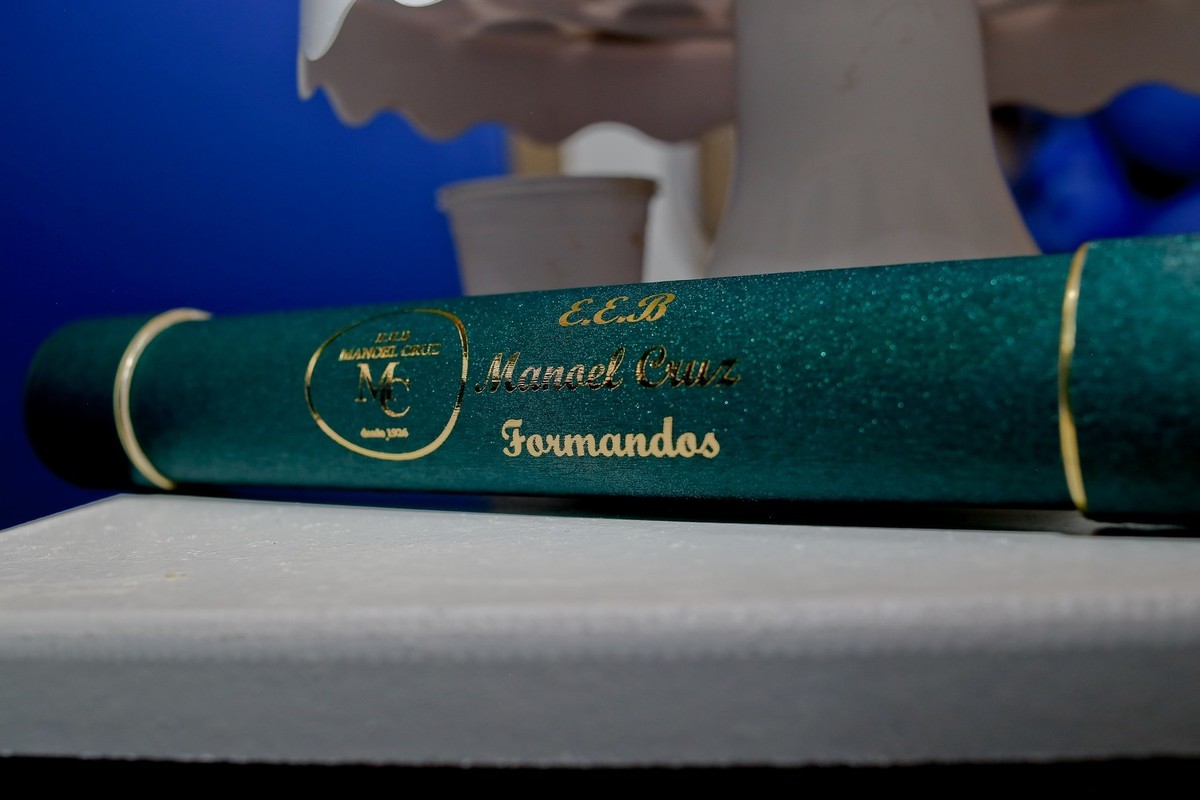 E.E.B
MANOEL CRUZ
MC
desde 1926
E.E.B
Manoel Cruz
Formandos